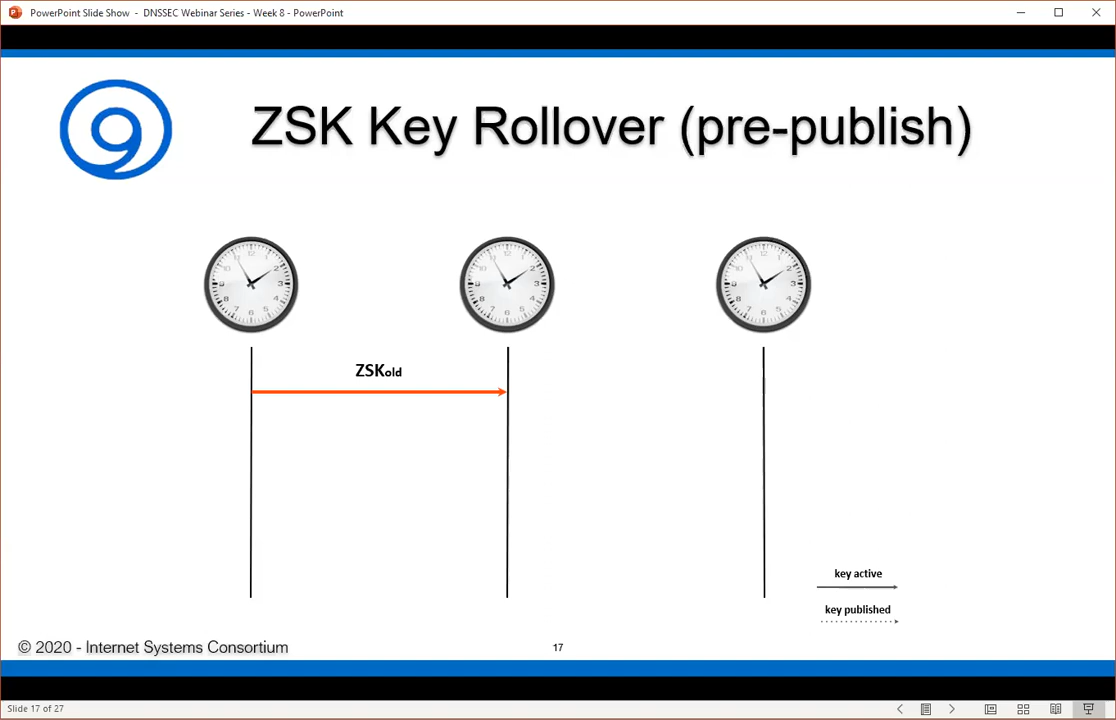 PowerPoint Slide Show - DNSSEC Webinar Series - Week 8 - PowerPoint
ZSK Key Rollover (pre-publish)
ZSKold
key active
key published
© 2020 - Internet Systems Consortium
17
Slide 17 of 27